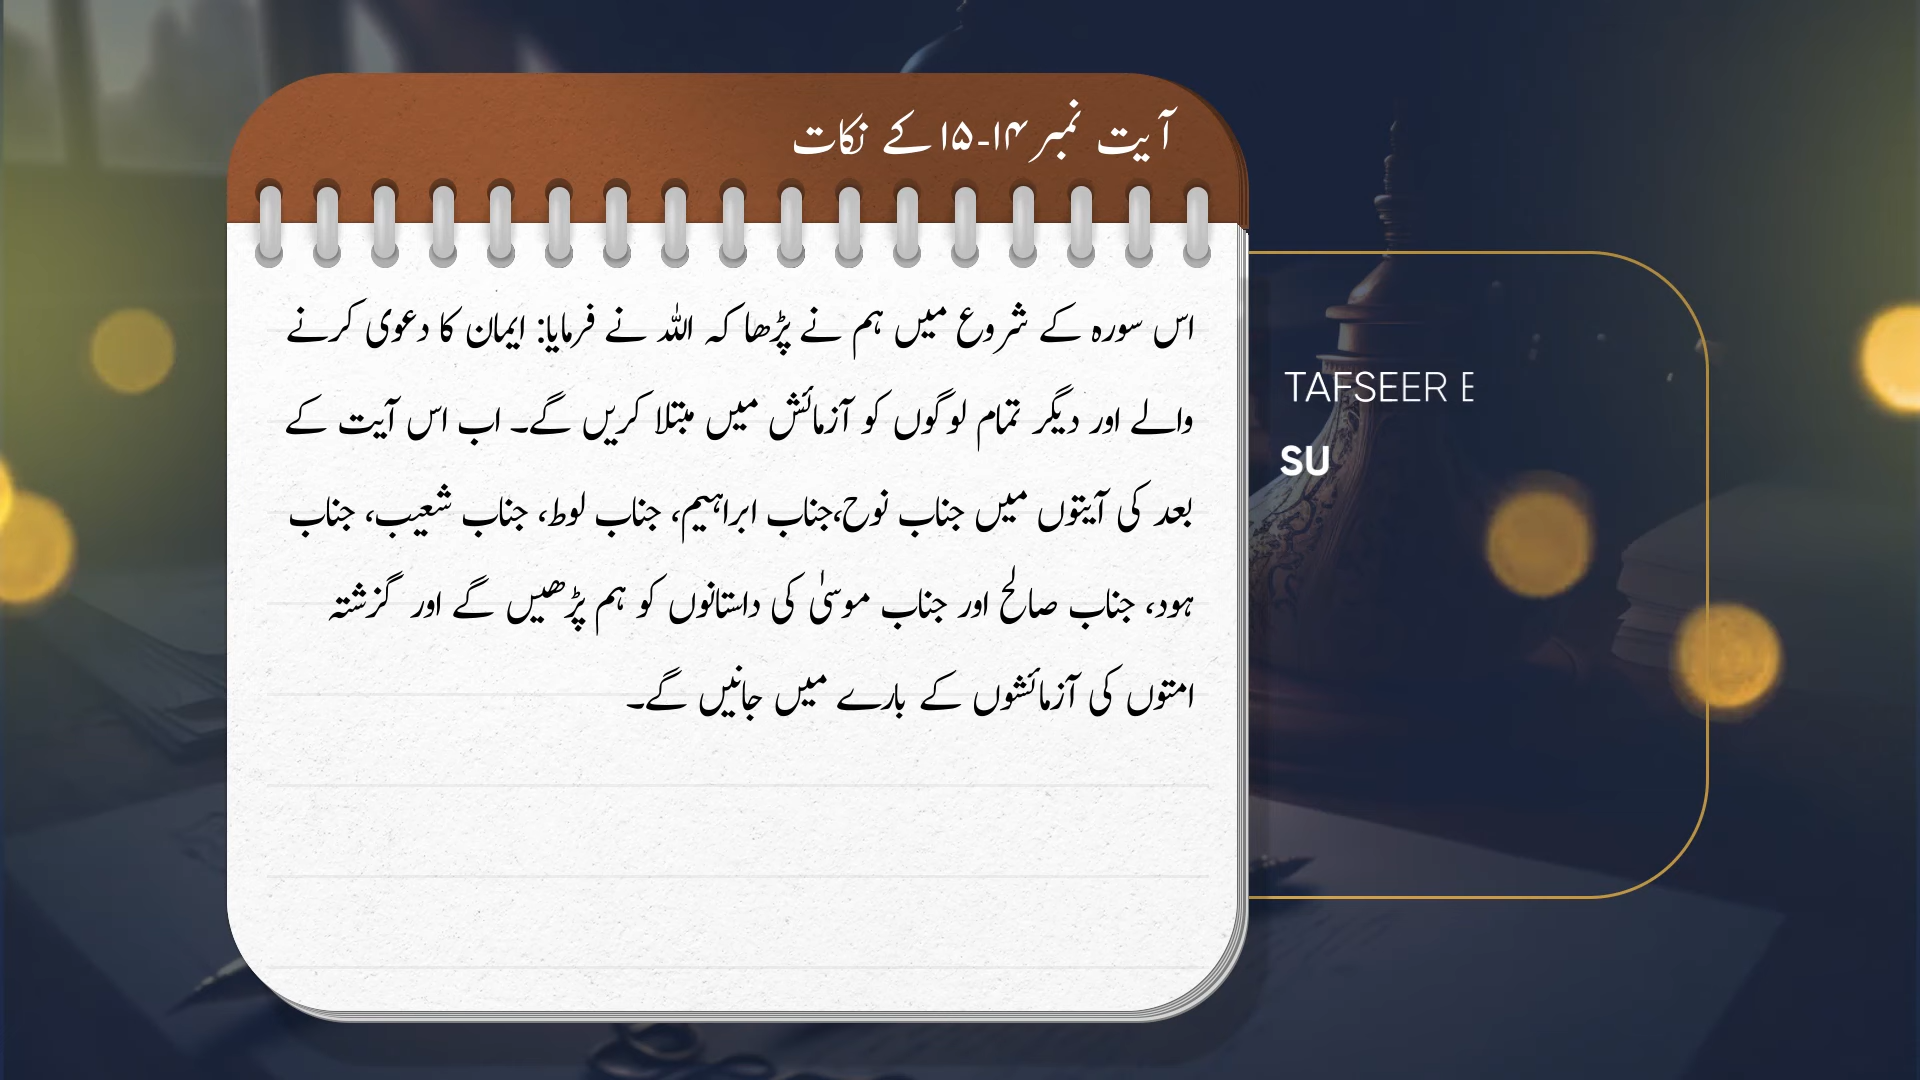 آیت نمبر ۱۴-۱۵ کے نکات
اس سورہ کے شروع میں ہم نے پڑھا کہ اللہ نے فرمایا: ایمان کا دعوی کرنے
والے اور دیگر تمام لوگوں کو آزمائش میں مبتلا کریں گے۔ اب اس آیت کے
بعد کی آیتوں میں جناب نوح،جناب ابراہیم، جناب لوط، جناب شعیب، جناب
ہود، جناب صالح اور جناب موسیٰ کی داستانوں کو ہم پڑھیں گے اور گزشتہ
امتوں کی آزمائشوں کے بارے میں جانیں گے۔
TAFSEER E
SU